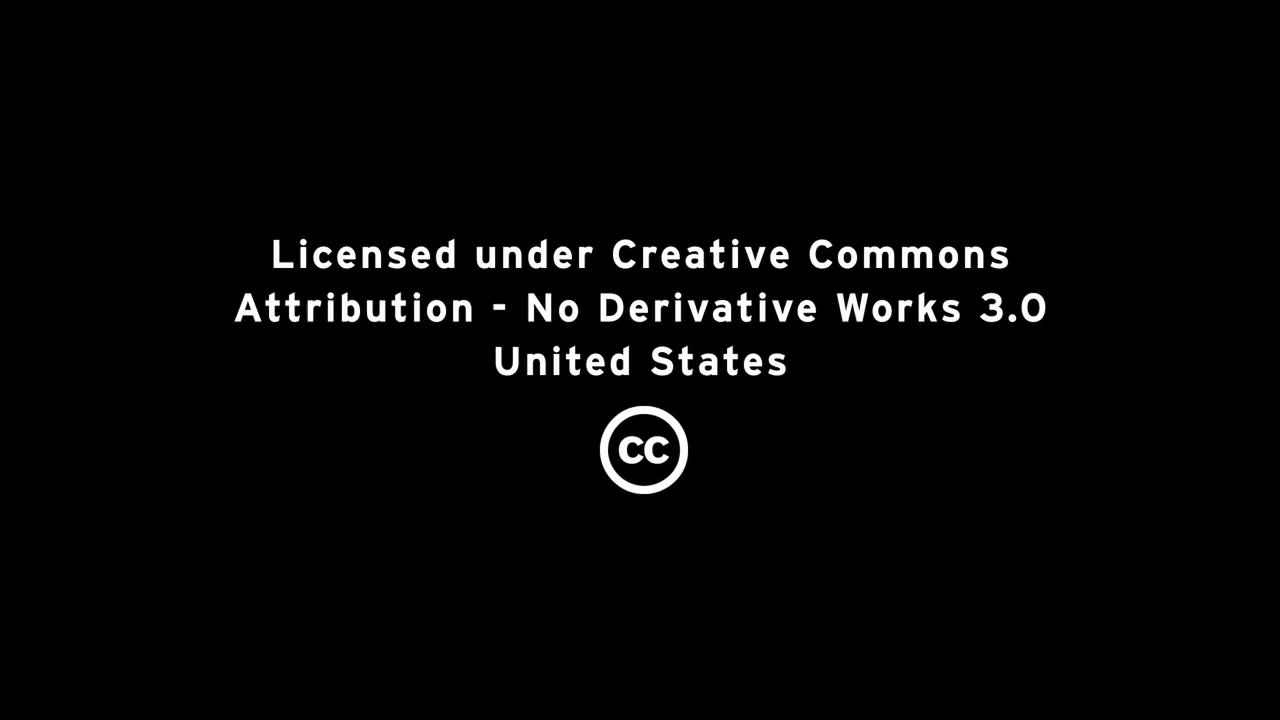 Licensed under Creative Commons
Attribution - No Derivative Works 3.0
United States
cc